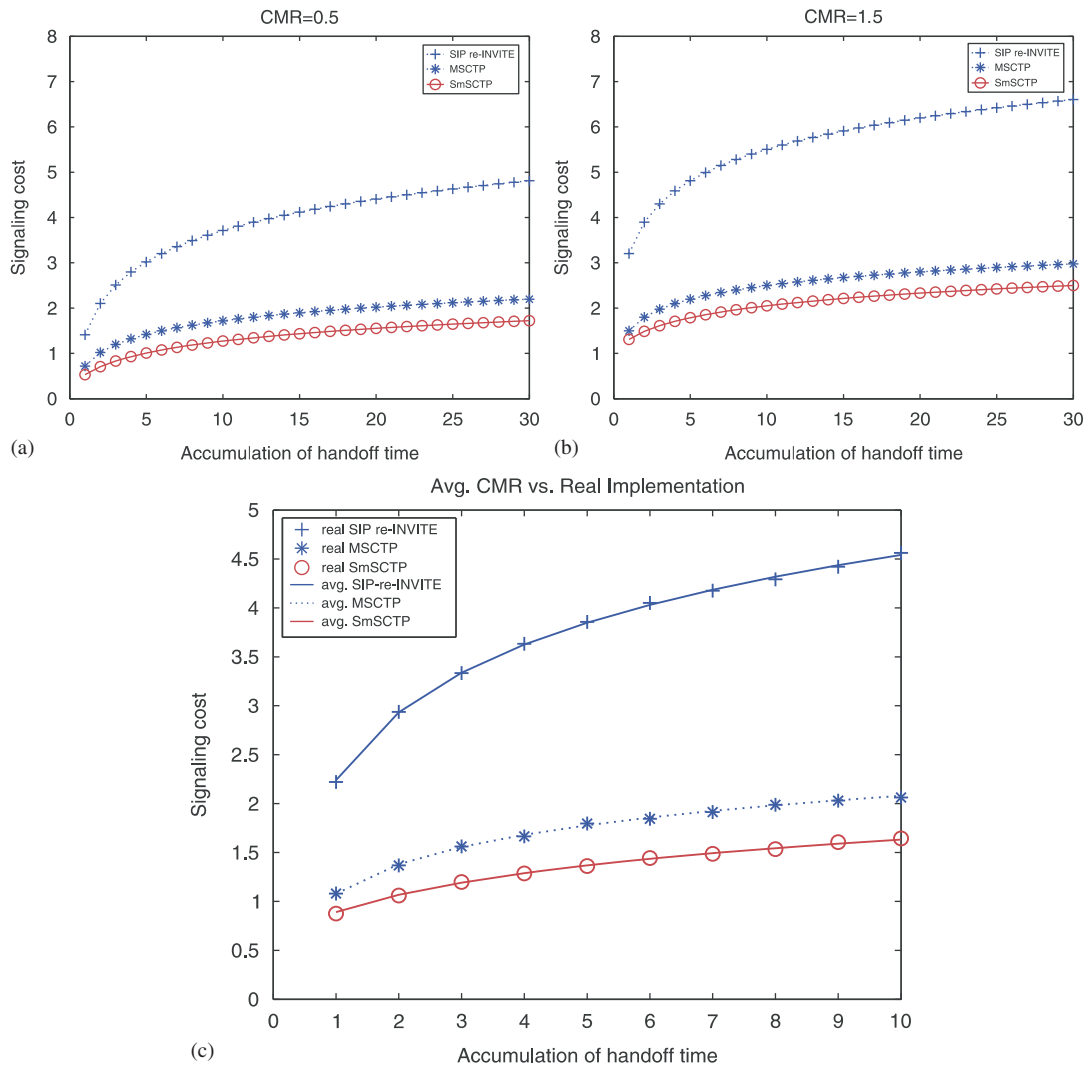 CMR=0.5
8
7
6
5
4
3
2
1
0
Signaling cost
SIP re-INVITE
MSCTP
SmSCTP
0 5 10 15 20 25 30
Accumulation of handoff time
(a)
CMR=1.5
8
7
6
5
4
3
2
1
0
Signaling cost
SIP re-INVITE
MSCTP
SmSCTP
0 5 10 15 20 25 30
Accumulation of handoff time
(b)
Avg. CMR vs. Real Implementation
5
4.5
4
3.5
3
2.5
2
1.5
1
0.5
0
Signaling cost
real SIP re-INVITE
real MSCTP
real SmSCTP
avg. SIP-re-INVITE
avg. MSCTP
avg. SmSCTP
0 1 2 3 4 5 6 7 8 9 10
Accumulation of handoff time
(c)